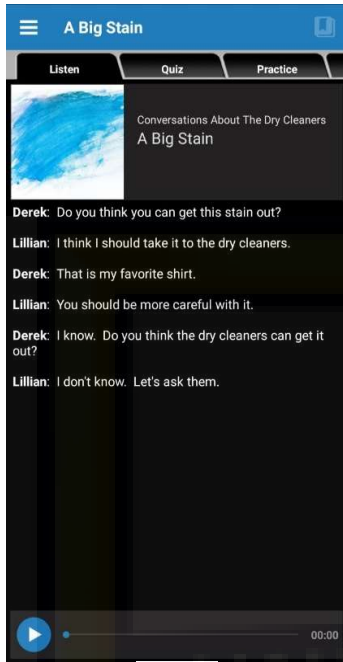 A Big Stain
Listen
Quiz
Practice
Conversations About The Dry Cleaners
A Big Stain
Derek: Do you think you can get this stain out?
Lillian: I think I should take it to the dry cleaners.
Derek: That is my favorite shirt.
Lillian: You should be more careful with it.
Derek: I know. Do you think the dry cleaners can get it
out?
Lillian: I don't know. Let's ask them.
00:00